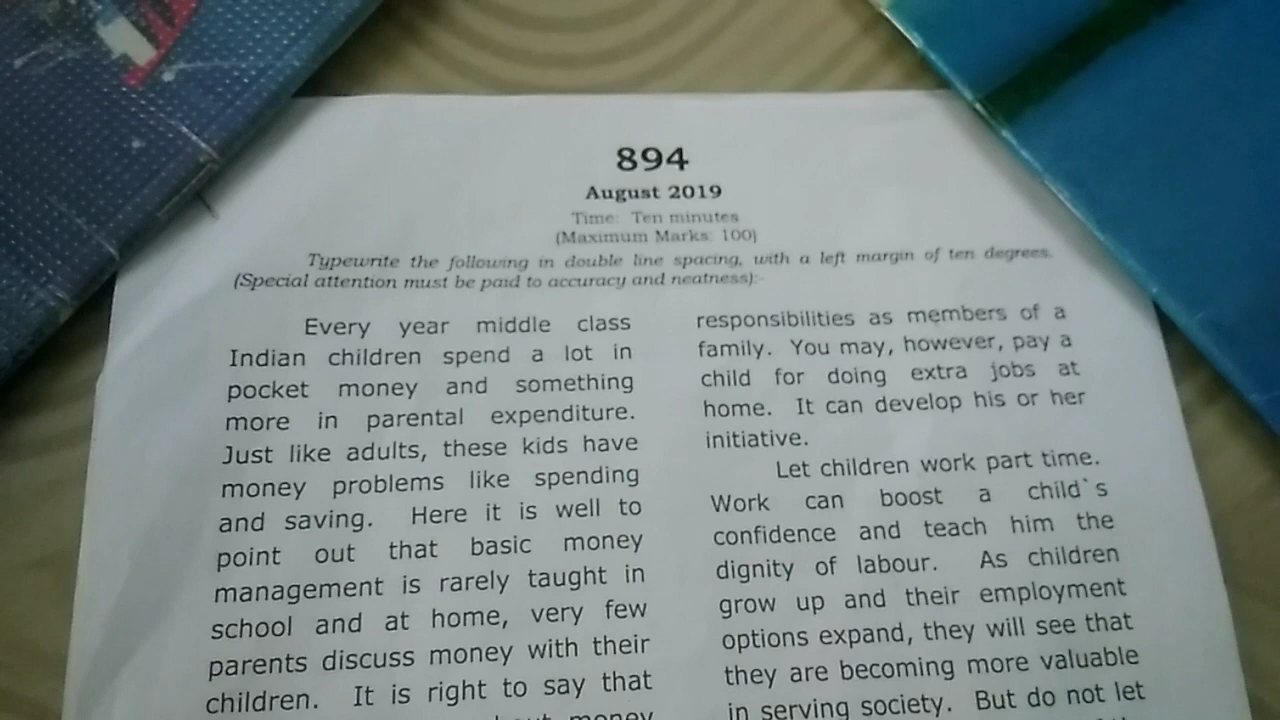 894
August 2019
Time: Ten minutes
(Maximum Marks: 100)
Typewrite the following in double line spacing, with a left margin of ten degrees.
(Special attention must be paid to accuracy and neatness):-
Every year middle class
Indian children spend a lot in
pocket money and something
more in parental expenditure.
Just like adults, these kids have
money problems like spending
and saving. Here it is well to
point out that basic money
management is rarely taught in
school and at home, very few
parents discuss money with their
children. It is right to say that
money
responsibilities as members of a
family. You may, however, pay a
child for doing extra jobs at
home. It can develop his or her
initiative.
Let children work part time.
Work can boost a child`s
confidence and teach him the
dignity of labour. As children
grow up and their employment
options expand, they will see that
they are becoming more valuable
in serving society. But do not let